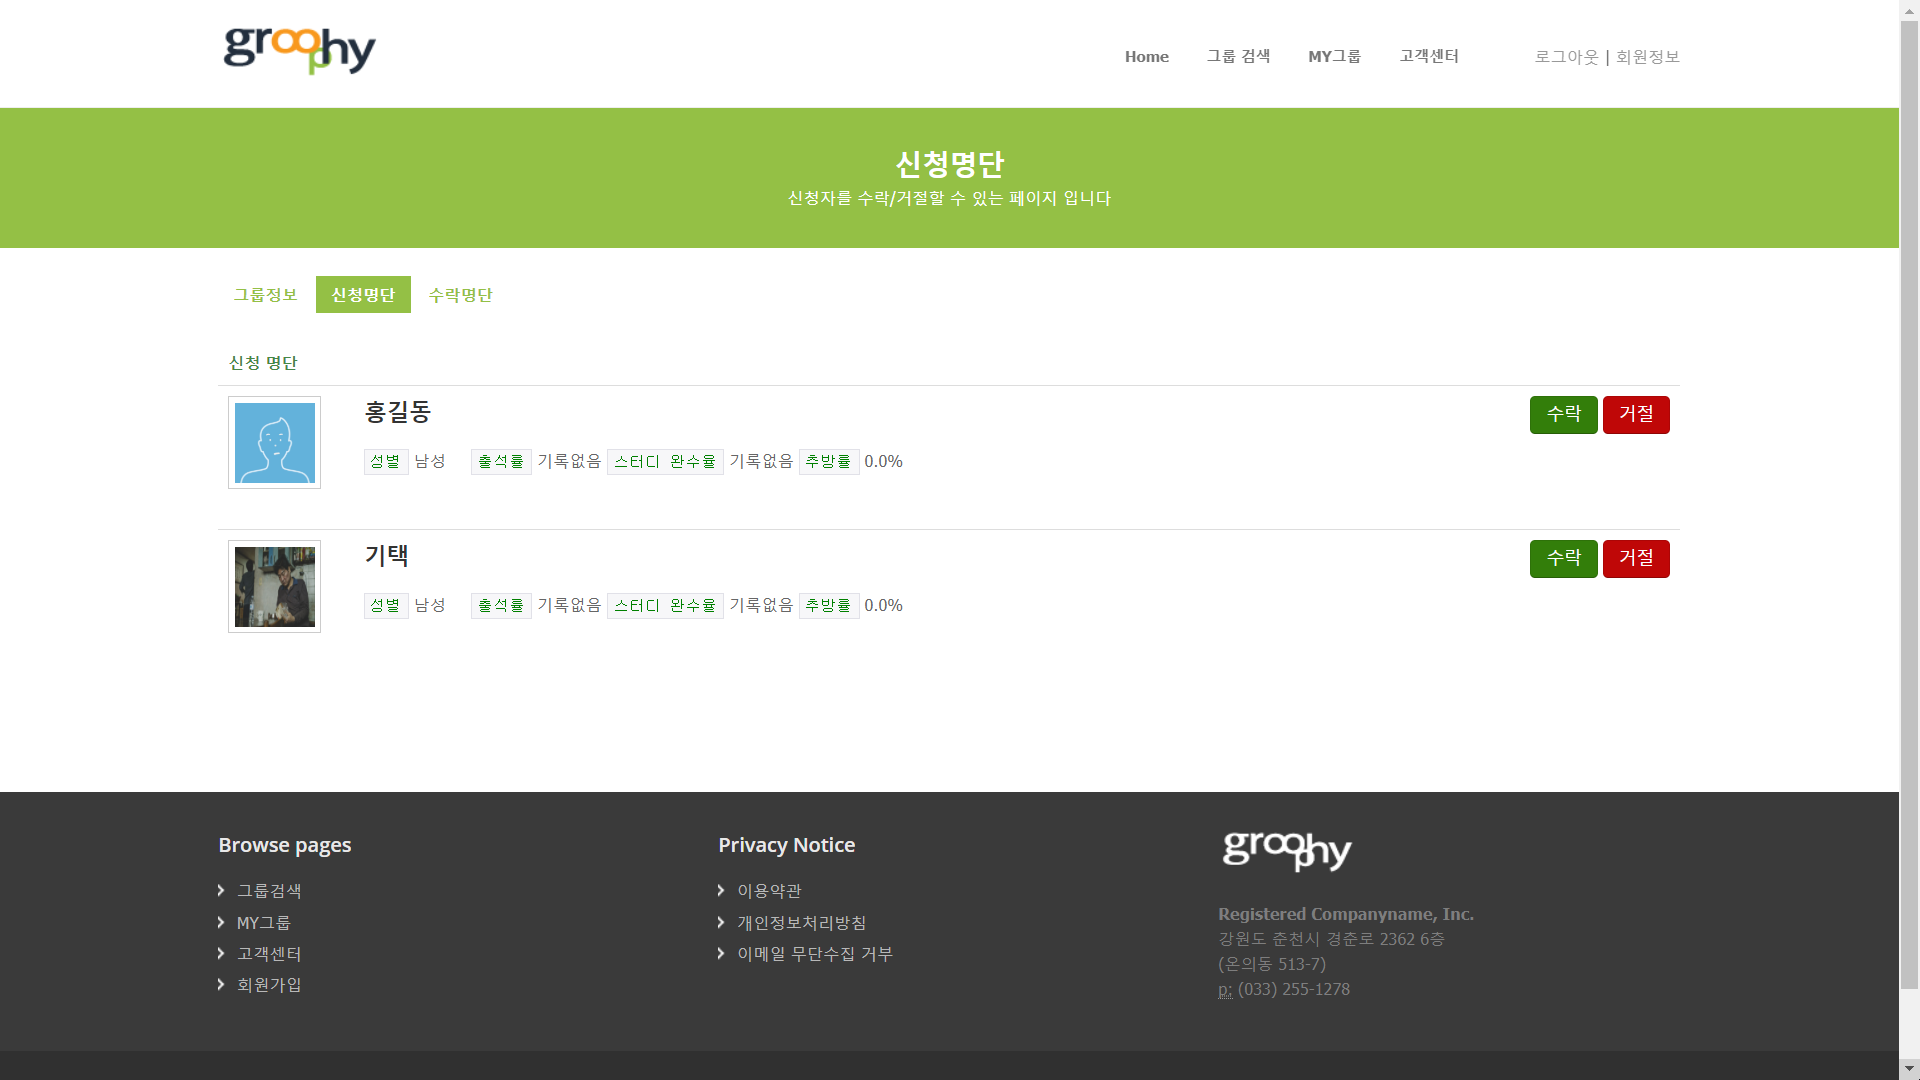 groophy
Home 그룹 검색 MY그룹 고객센터 로그아웃 | 회원정보
신청명단
신청자를 수락/거절할 수 있는 페이지 입니다
그룹정보 신청명단 수락명단
신청 명단
홍길동 수락 거절
성별 남성 출석률 기록없음 스터디 완수율 기록없음 추방률 0.0%
기택 수락 거절
성별 남성 출석률 기록없음 스터디 완수율 기록없음 추방률 0.0%
Browse pages
그룹검색
MY그룹
고객센터
회원가입
Privacy Notice
이용약관
개인정보처리방침
이메일 무단수집 거부
groophy
Registered Companyname, Inc.
강원도 춘천시 경춘로 2362 6층
(온의동 513-7)
p: (033) 255-1278